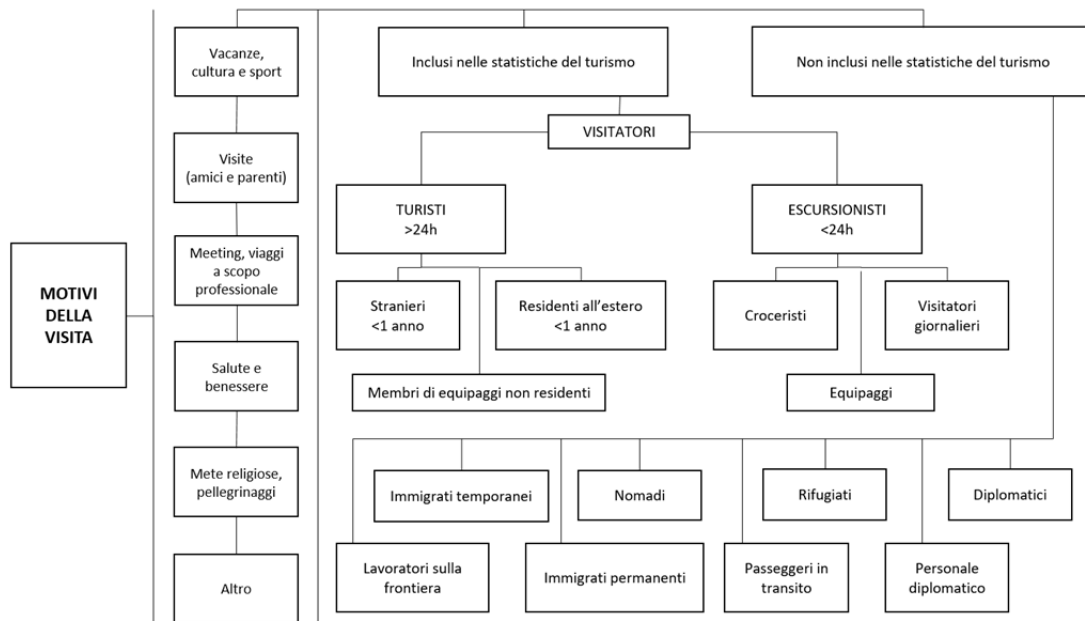 MOTIVI
DELLA
VISITA
Vacanze,
cultura e sport
Visite
(amici e parenti)
Meeting, viaggi
a scopo
professionale
Salute e
benessere
Mete religiose,
pellegrinaggi
Altro
Inclusi nelle statistiche del turismo
Non inclusi nelle statistiche del turismo
VISITATORI
TURISTI
>24h
ESCURSIONISTI
<24h
Stranieri
<1 anno
Residenti all’estero
<1 anno
Croceristi
Visitatori
giornalieri
Membri di equipaggi non residenti
Equipaggi
Immigrati temporanei
Nomadi
Rifugiati
Diplomatici
Lavoratori sulla
frontiera
Immigrati permanenti
Passeggeri in
transito
Personale
diplomatico